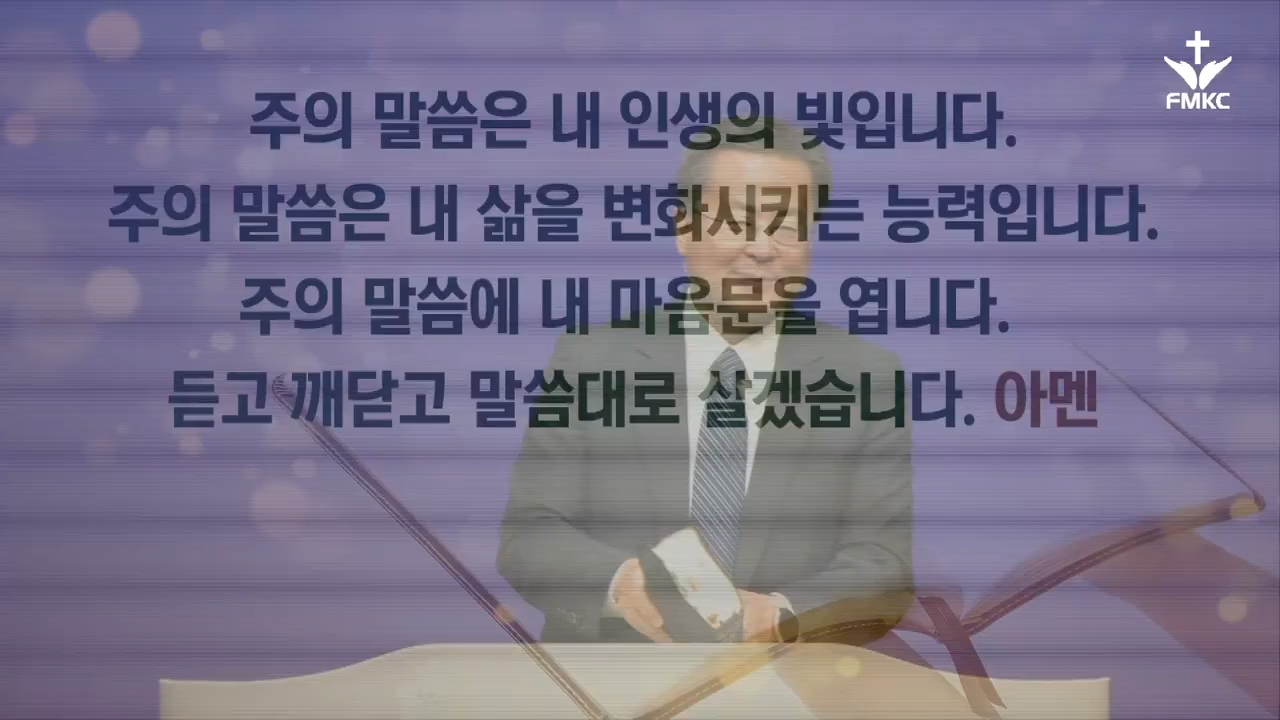 FMKC
주의 말씀은 내 인생의 빛입니다.
주의 말씀은 내 삶을 변화시키는 능력입니다.
주의 말씀에 내 마음문을 엽니다.
듣고 깨닫고 말씀대로 살겠습니다. 아멘